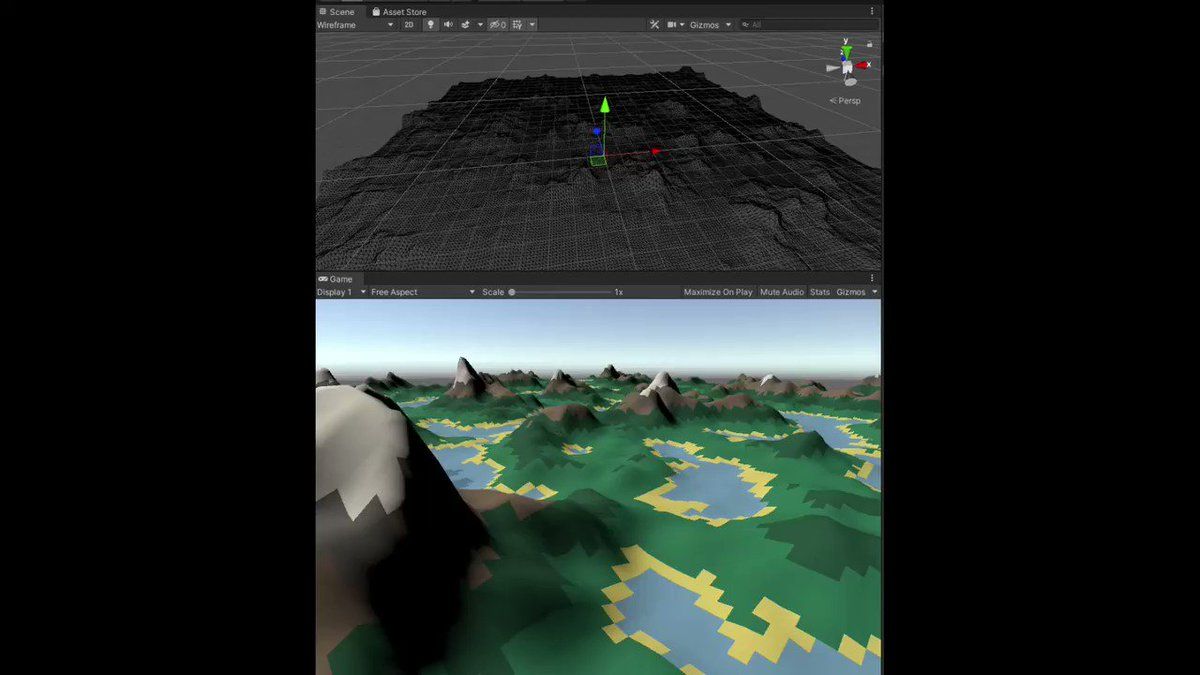 Scene Asset Store
Wireframe 2D 0 Gizmos All
y
x
Persp
Game
Display 1 Free Aspect Scale 1x Maximize On Play Mute Audio Stats Gizmos